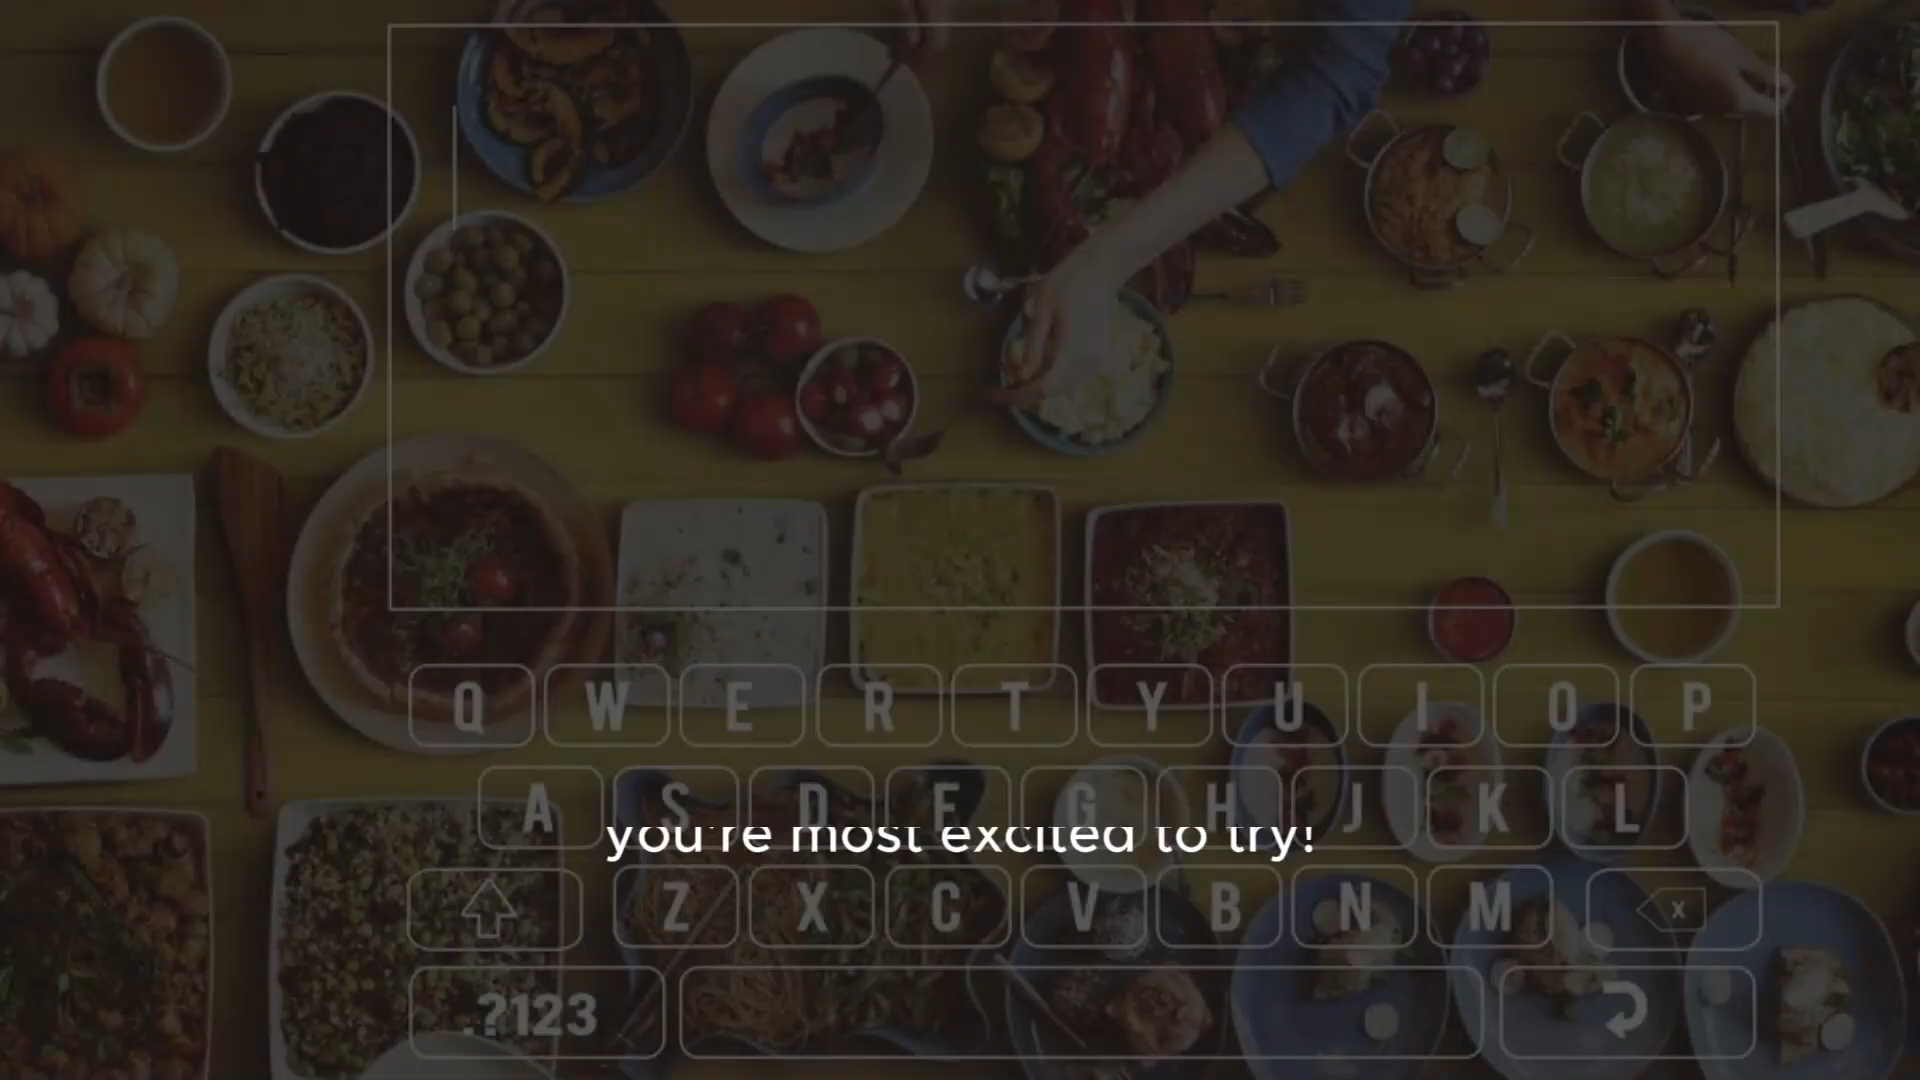 Q W E R T Y U I O P
A S D F G H J K L
you're most excited to try!
Z X C V B N M X
.?123